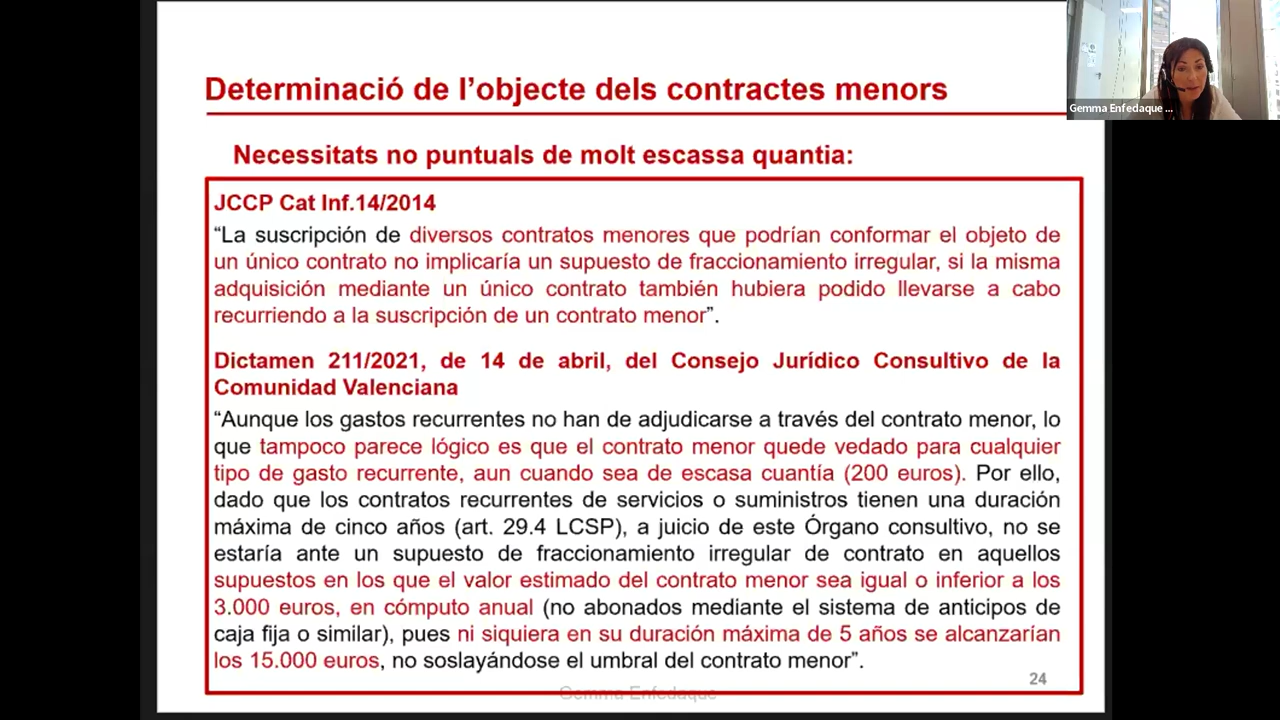 Determinació de l'objecte dels contractes menors
Gemma Enfedaque ...
Necessitats no puntuals de molt escassa quantia:
JCCP Cat Inf.14/2014
“La suscripción de diversos contratos menores que podrían conformar el objeto de
un único contrato no implicaría un supuesto de fraccionamiento irregular, si la misma
adquisición mediante un único contrato también hubiera podido llevarse a cabo
recurriendo a la suscripción de un contrato menor”.
Dictamen 211/2021, de 14 de abril, del Consejo Jurídico Consultivo de la
Comunidad Valenciana
“Aunque los gastos recurrentes no han de adjudicarse a través del contrato menor, lo
que tampoco parece lógico es que el contrato menor quede vedado para cualquier
tipo de gasto recurrente, aun cuando sea de escasa cuantía (200 euros). Por ello,
dado que los contratos recurrentes de servicios o suministros tienen una duración
máxima de cinco años (art. 29.4 LCSP), a juicio de este Órgano consultivo, no se
estaría ante un supuesto de fraccionamiento irregular de contrato en aquellos
supuestos en los que el valor estimado del contrato menor sea igual o inferior a los
3.000 euros, en cómputo anual (no abonados mediante el sistema de anticipos de
caja fija o similar), pues ni siquiera en su duración máxima de 5 años se alcanzarían
los 15.000 euros, no soslayándose el umbral del contrato menor”.
24
Gemma Enfedaque